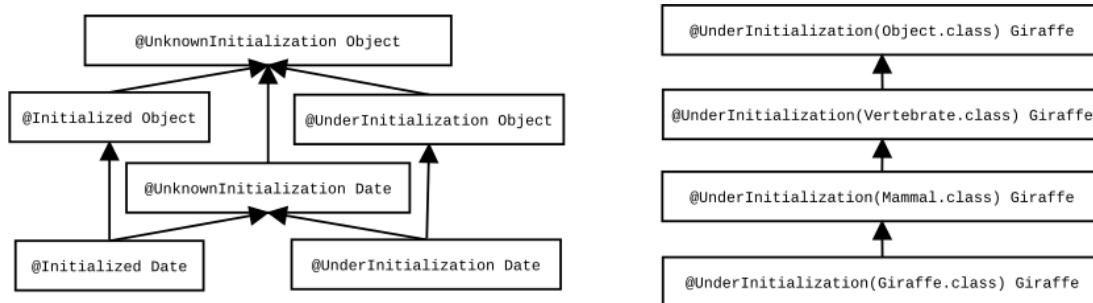 @UnknownInitialization Object
@Initialized Object
@UnderInitialization Object
@UnknownInitialization Date
@Initialized Date
@UnderInitialization Date
@UnderInitialization(Object.class) Giraffe
@UnderInitialization(Vertebrate.class) Giraffe
@UnderInitialization(Mammal.class) Giraffe
@UnderInitialization(Giraffe.class) Giraffe